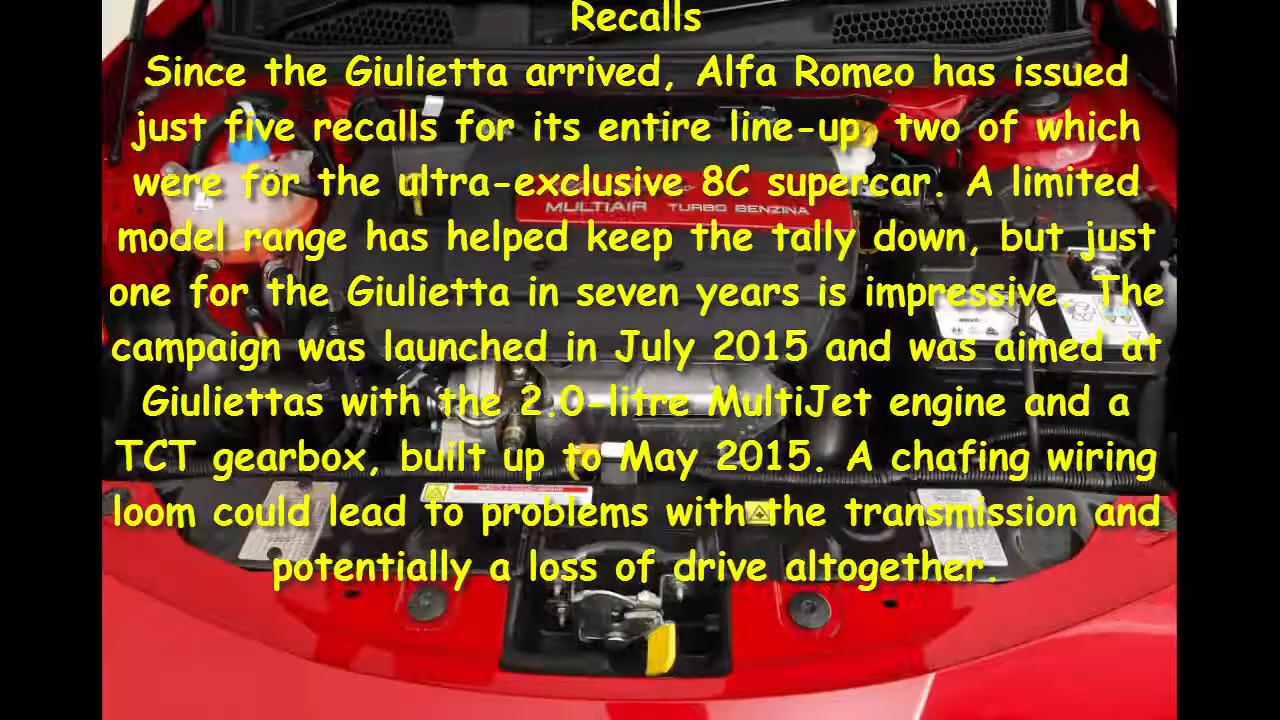 Recalls
Since the Giulietta arrived, Alfa Romeo has issued
just five recalls for its entire line-up, two of which
were for the ultra-exclusive 8C supercar. A limited
MULTIAIR TURBO BENZINA
model range has helped keep the tally down, but just
one for the Giulietta in seven years is impressive. The
campaign was launched in July 2015 and was aimed at
Giuliettas with the 2.0-litre MultiJet engine and a
TCT gearbox, built up to May 2015. A chafing wiring
loom could lead to problems with the transmission and
potentially a loss of drive altogether.